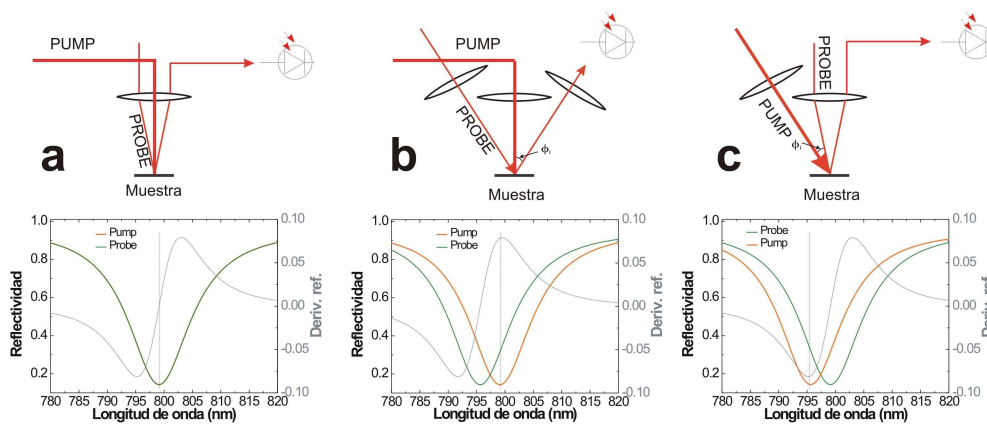 PUMP
PROBE
a
Muestra
PUMP
PROBE
ϕi
b
Muestra
PROBE
PUMP
ϕi
c
Muestra
Reflectividad
1.0
0.8
0.6
0.4
0.2
Pump
Probe
0.10
0.05
0.00
-0.05
-0.10
Deriv. ref.
780 785 790 795 800 805 810 815 820
Longitud de onda (nm)
Reflectividad
1.0
0.8
0.6
0.4
0.2
Pump
Probe
0.10
0.05
0.00
-0.05
-0.10
Deriv. ref.
780 785 790 795 800 805 810 815 820
Longitud de onda (nm)
Reflectividad
1.0
0.8
0.6
0.4
0.2
Probe
Pump
0.10
0.05
0.00
-0.05
-0.10
Deriv. ref.
780 785 790 795 800 805 810 815 820
Longitud de onda (nm)